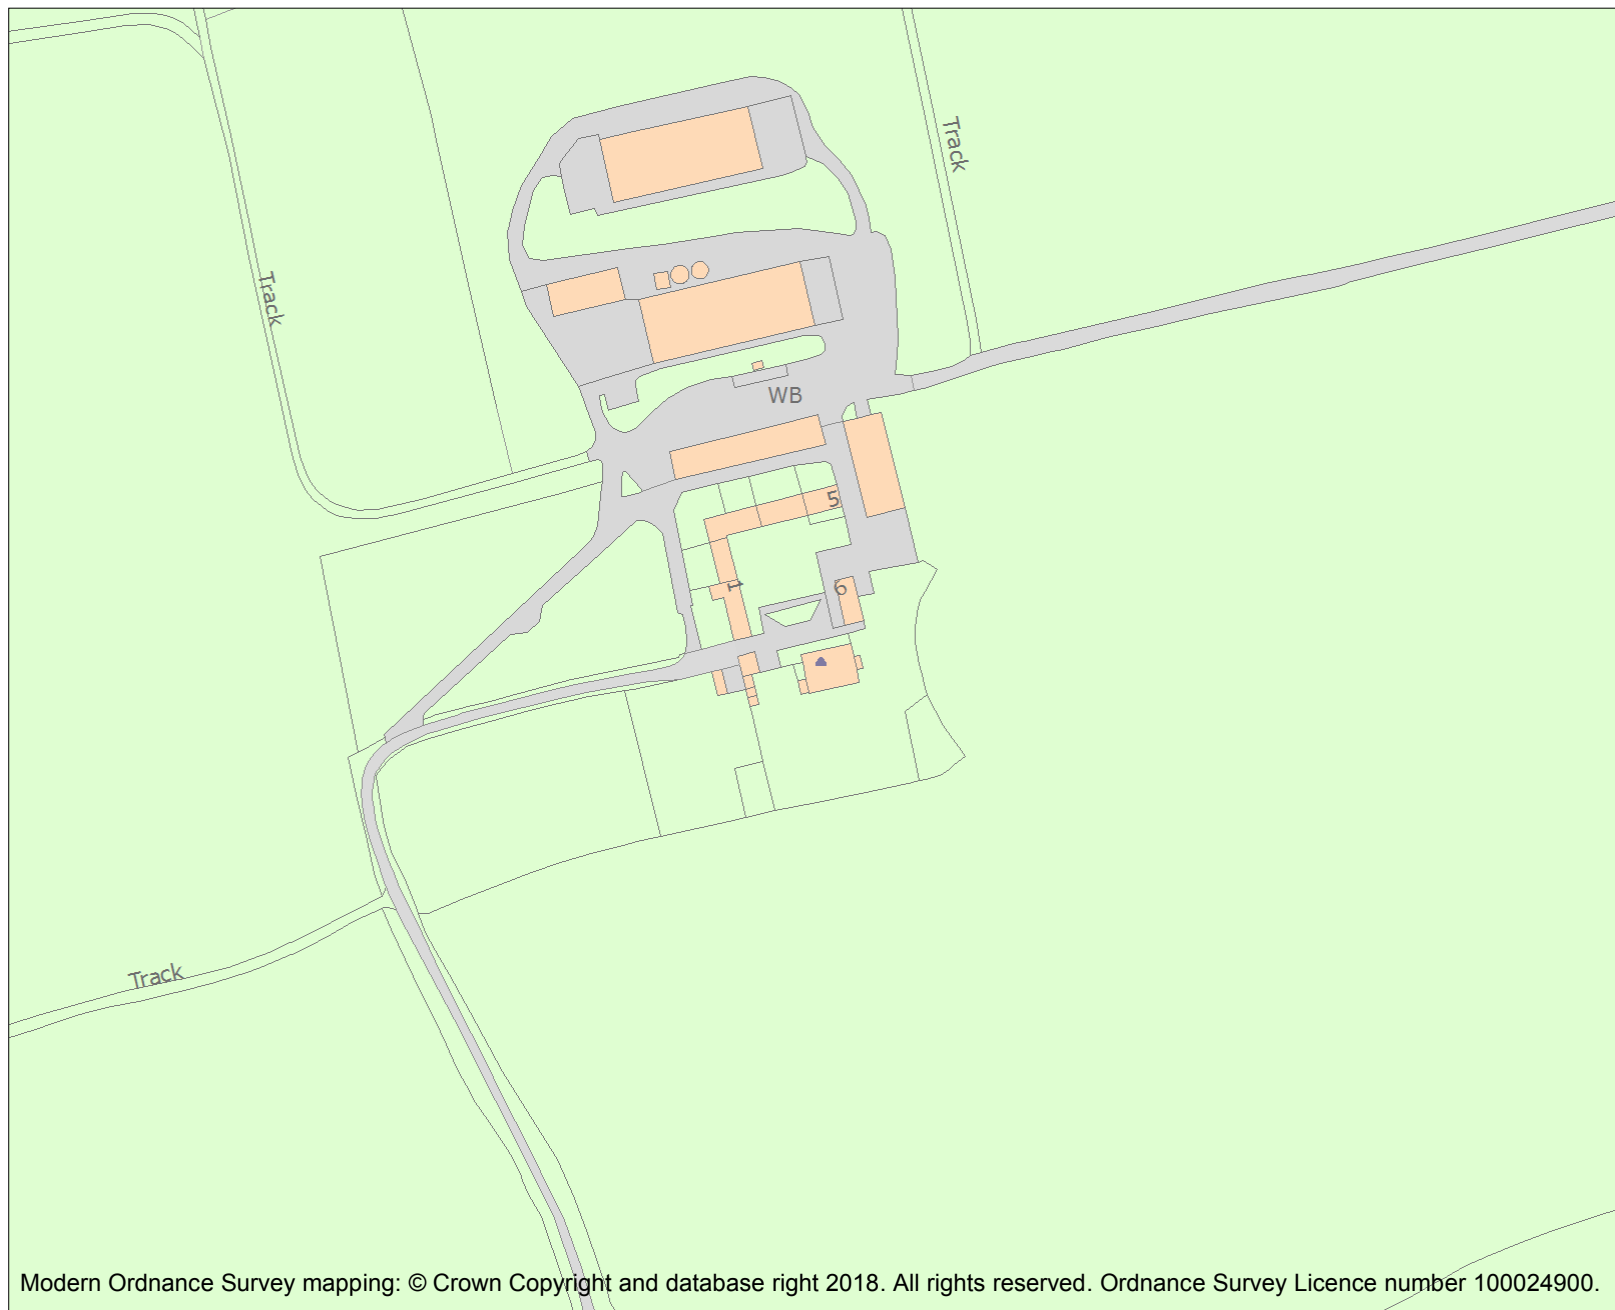 Track
Track
WB
5
1
6
Track
Modern Ordnance Survey mapping: © Crown Copyright and database right 2018. All rights reserved. Ordnance Survey Licence number 100024900.